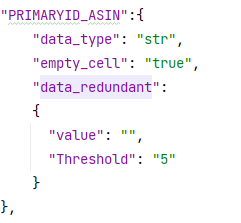 "PRIMARYID_ASIN":{
"data_type": "str",
"empty_cell": "true",
"data_redundant":
{
"value": "",
"Threshold": "5"
}
},